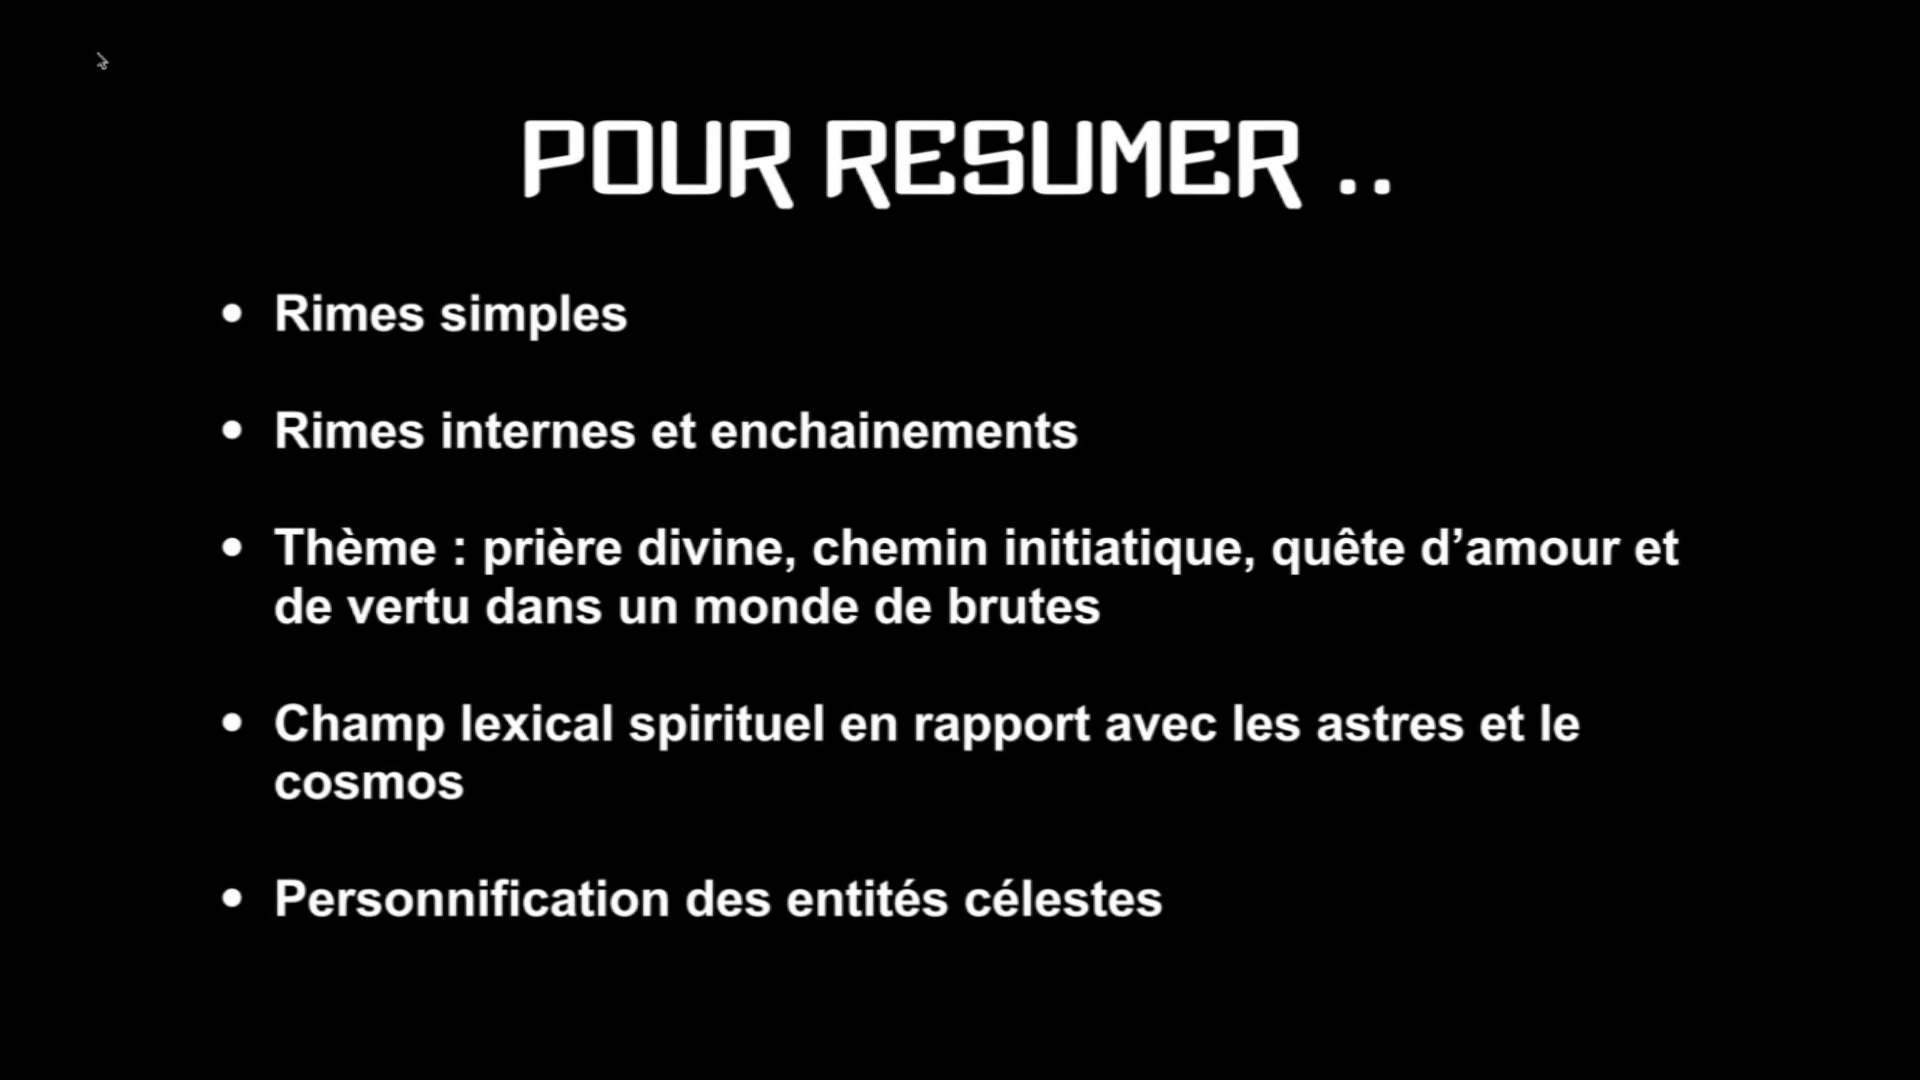 POUR RESUMER ..
• Rimes simples
• Rimes internes et enchainements
• Thème : prière divine, chemin initiatique, quête d’amour et
de vertu dans un monde de brutes
• Champ lexical spirituel en rapport avec les astres et le
cosmos
• Personnification des entités célestes